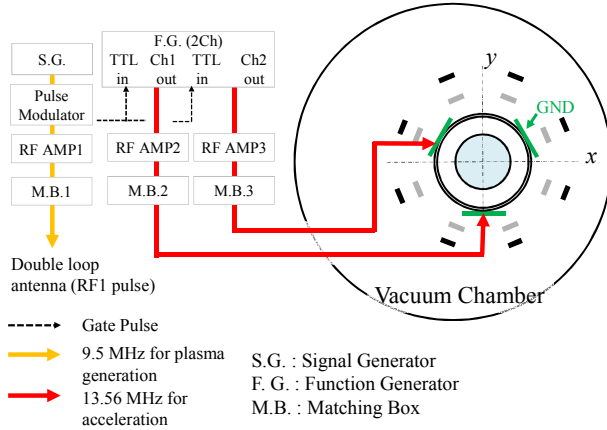 F.G. (2Ch)
TTL Ch1 TTL Ch2
in out in out
S.G.
Pulse
Modulator
RF AMP1
RF AMP2
RF AMP3
M.B.1
M.B.2
M.B.3
Double loop
antenna (RF1 pulse)
y
GND
x
Vacuum Chamber
Gate Pulse
9.5 MHz for plasma
generation
13.56 MHz for
acceleration
S.G. : Signal Generator
F. G. : Function Generator
M.B. : Matching Box